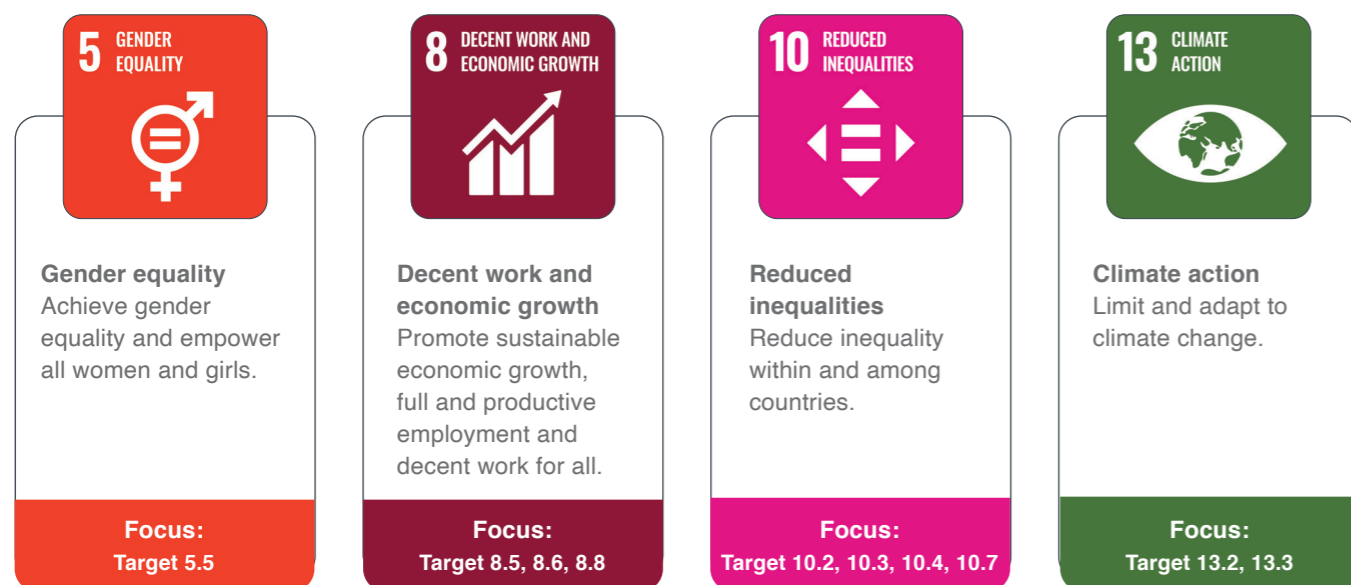 5 GENDER
EQUALITY
Gender equality
Achieve gender
equality and empower
all women and girls.
Focus:
Target 5.5
8 DECENT WORK AND
ECONOMIC GROWTH
Decent work and
economic growth
Promote sustainable
economic growth,
full and productive
employment and
decent work for all.
Focus:
Target 8.5, 8.6, 8.8
10 REDUCED
INEQUALITIES
Reduced
inequalities
Reduce inequality
within and among
countries.
Focus:
Target 10.2, 10.3, 10.4, 10.7
13 CLIMATE
ACTION
Climate action
Limit and adapt to
climate change.
Focus:
Target 13.2, 13.3